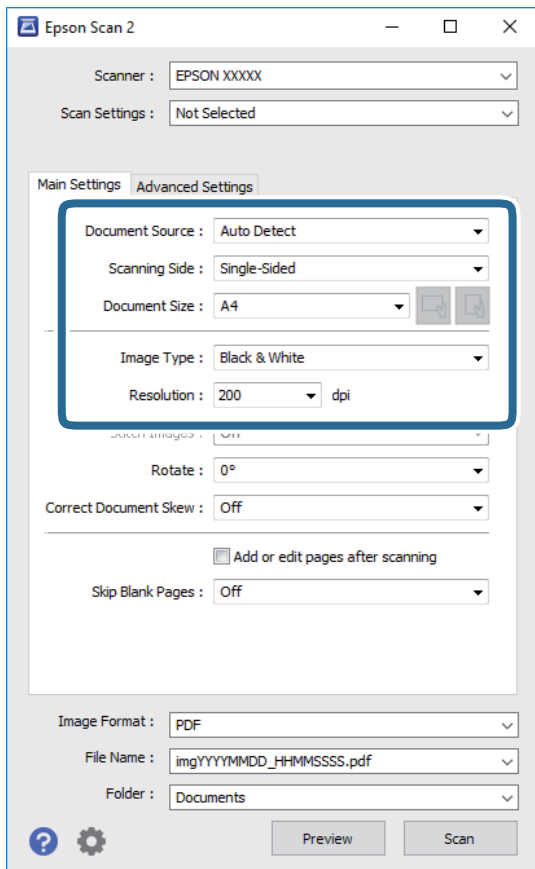 Epson Scan 2
Scanner : EPSON XXXXX
Scan Settings : Not Selected
Main Settings Advanced Settings
Document Source : Auto Detect
Scanning Side : Single-Sided
Document Size : A4
Image Type : Black & White
Resolution : 200 dpi
Stitch Images : Off
Rotate : 0°
Correct Document Skew : Off
Add or edit pages after scanning
Skip Blank Pages : Off
Image Format : PDF
File Name : imgYYYYMMDD_HHMMSSSS.pdf
Folder : Documents
? Preview Scan